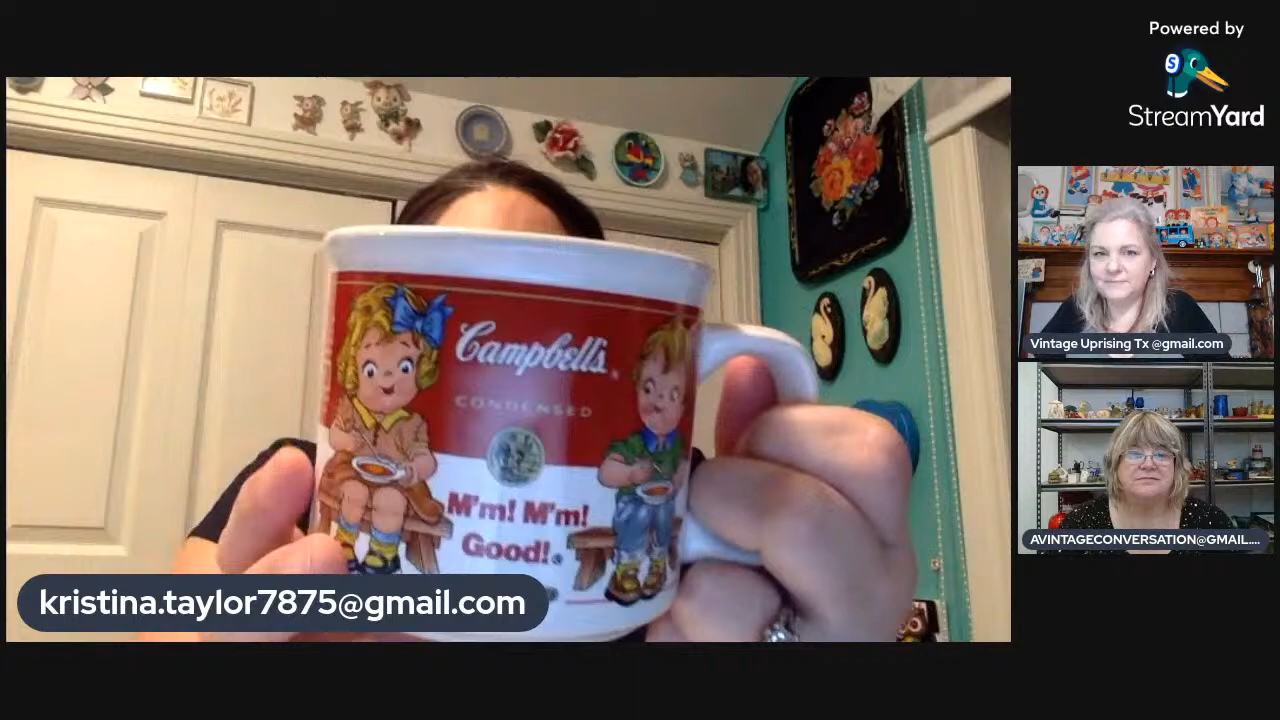 Powered by
StreamYard
Campbell's
CONDENSED
M'm! M'm!
Good!
kristina.taylor7875@gmail.com
Vintage Uprising Tx @gmail.com
AVINTAGECONVERSATION@GMAIL....